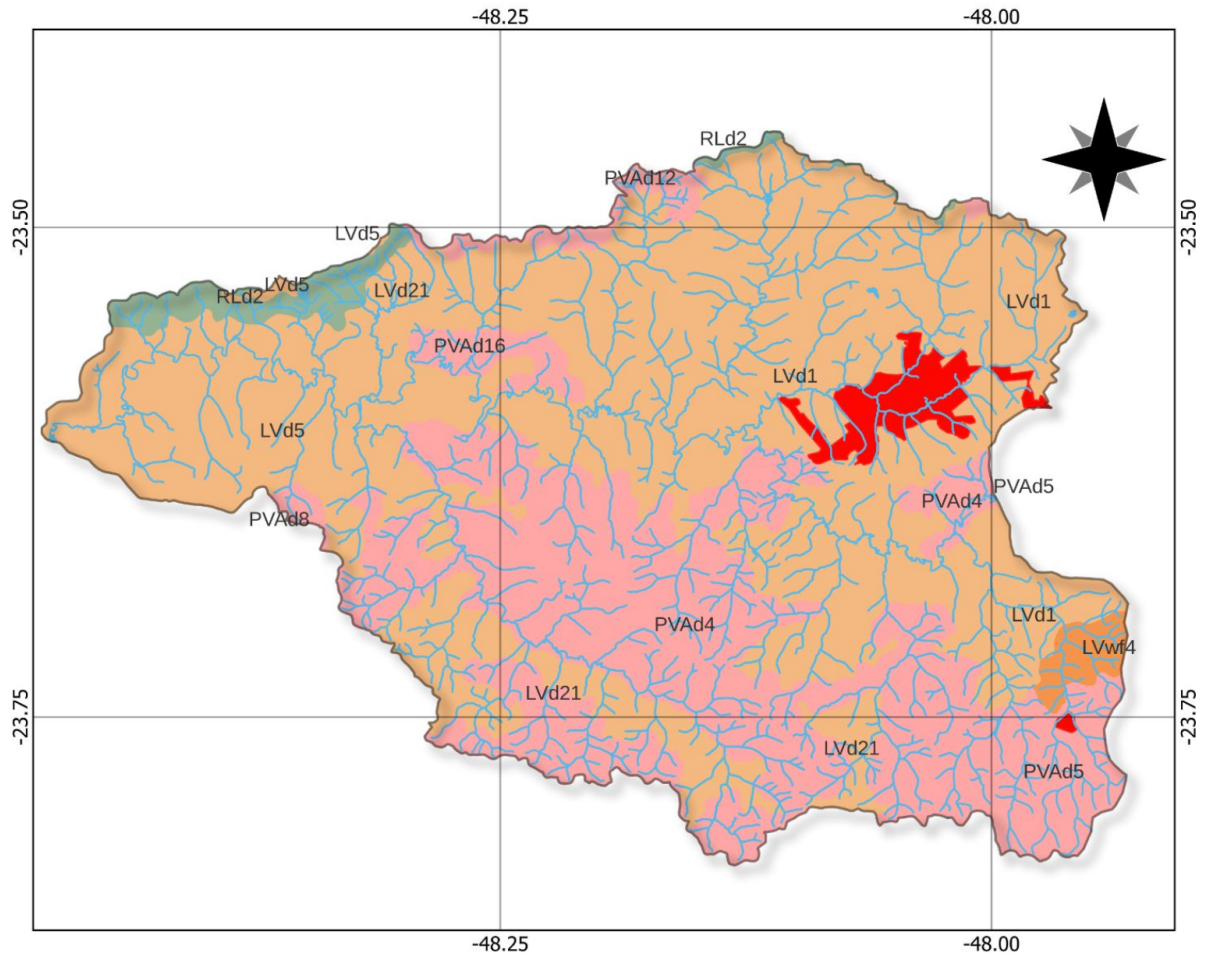 -48.25 -48.00
RLd2
PVAd12
-23.50 -23.50
LVd5
LVd5
RLd2 LVd21
LVd1
PVAd16
LVd1
LVd5
PVAd5
PVAd4
PVAd8
LVd1
PVAd4
LVwf4
LVd21
-23.75 -23.75
LVd21
PVAd5
-48.25 -48.00